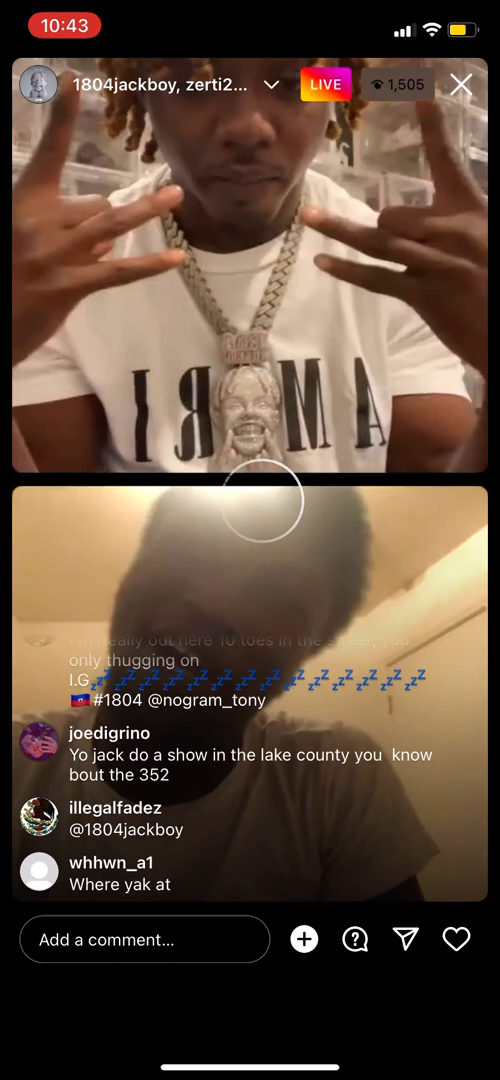 10:43
1804jackboy, zerti2...
LIVE
1,505
I'm really out here 10 toes in the street, you
only thugging on
I.G💤💤💤💤💤💤💤💤💤💤💤💤💤💤
🇭🇹#1804 @nogram_tony
joedigrino
Yo jack do a show in the lake county you know
bout the 352
illegalfadez
@1804jackboy
whhwn_a1
Where yak at
Add a comment...